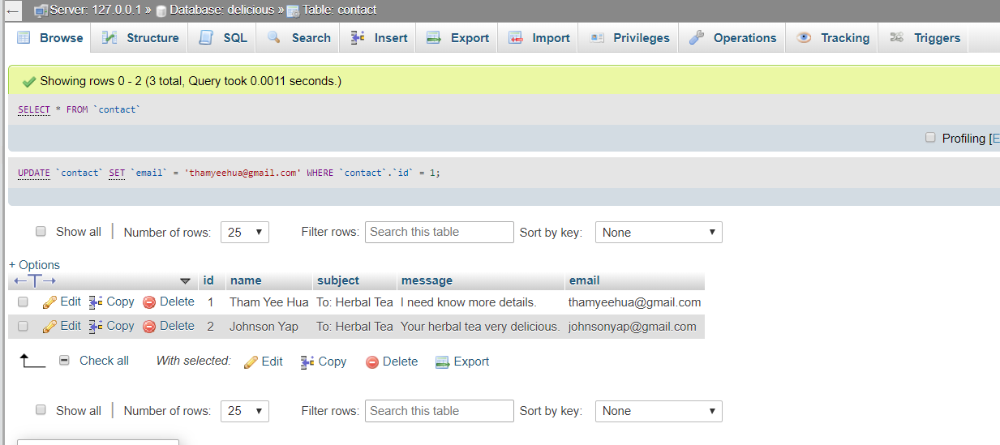 ← Server: 127.0.0.1 » Database: delicious » Table: contact
Browse Structure SQL Search Insert Export Import Privileges Operations Tracking Triggers
Showing rows 0 - 2 (3 total, Query took 0.0011 seconds.)
SELECT * FROM `contact`
Profiling [E
UPDATE `contact` SET `email` = 'thamyeehua@gmail.com' WHERE `contact`.`id` = 1;
Show all | Number of rows: 25 Filter rows: Search this table Sort by key: None
+ Options
←T→ id name subject message email
Edit Copy Delete 1 Tham Yee Hua To: Herbal Tea I need know more details. thamyeehua@gmail.com
Edit Copy Delete 2 Johnson Yap To: Herbal Tea Your herbal tea very delicious. johnsonyap@gmail.com
Check all With selected: Edit Copy Delete Export
Show all | Number of rows: 25 Filter rows: Search this table Sort by key: None